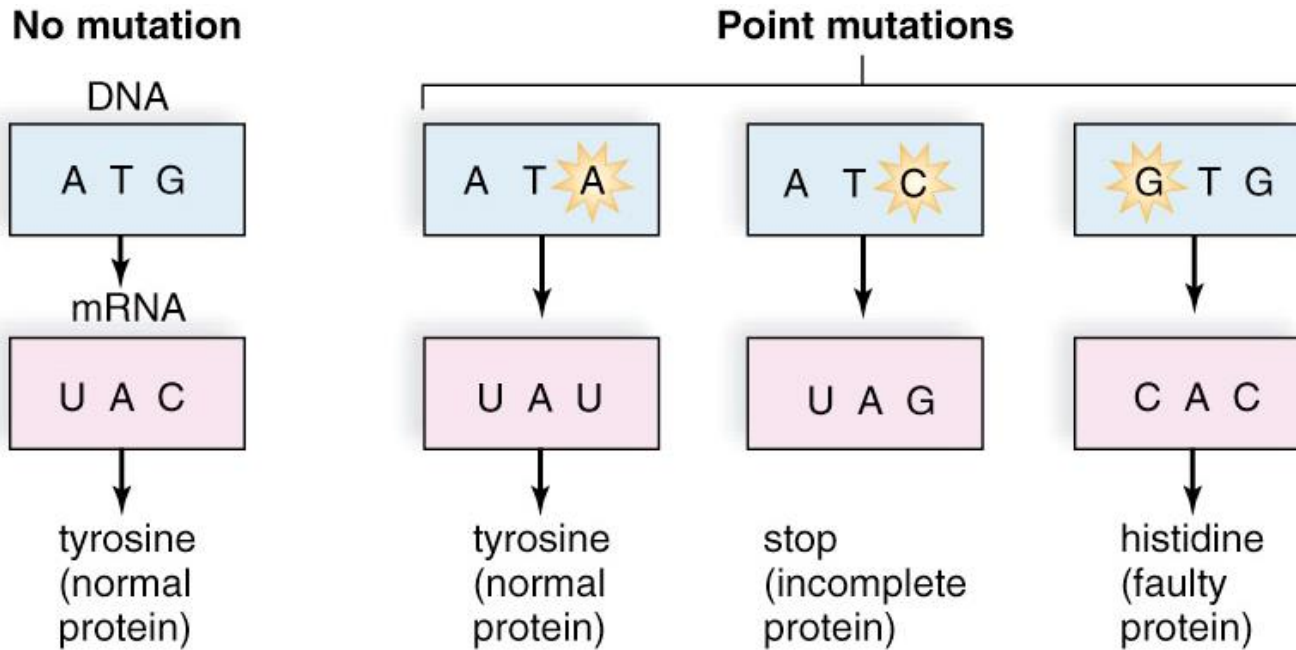 No mutation
Point mutations
DNA
A T G
A T A
A T C
G T G
mRNA
U A C
U A U
U A G
C A C
tyrosine
(normal
protein)
tyrosine
(normal
protein)
stop
(incomplete
protein)
histidine
(faulty
protein)